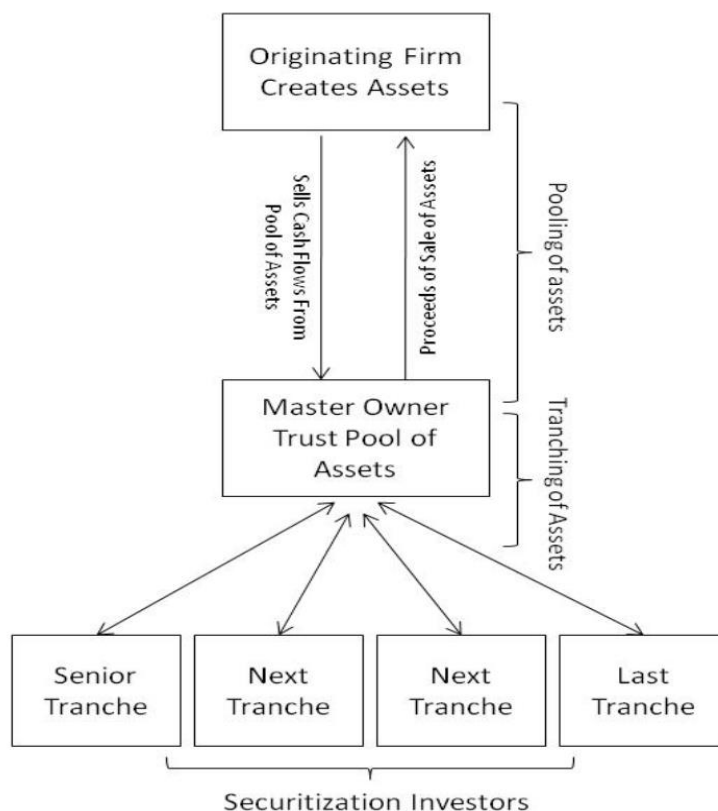 Originating Firm
Creates Assets
Sells Cash Flows From
Pool of Assets
Proceeds of Sale of Assets
Pooling of assets
Master Owner
Trust Pool of
Assets
Tranching of Assets
Senior
Tranche
Next
Tranche
Next
Tranche
Last
Tranche
Securitization Investors